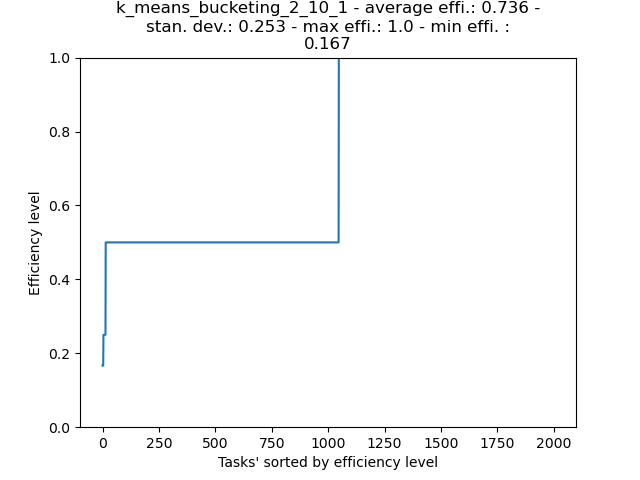 k_means_bucketing_2_10_1 - average effi.: 0.736 -
stan. dev.: 0.253 - max effi.: 1.0 - min effi. :
0.167
1.0
0.8
0.6
0.4
0.2
0.0
Efficiency level
0 250 500 750 1000 1250 1500 1750 2000
Tasks' sorted by efficiency level